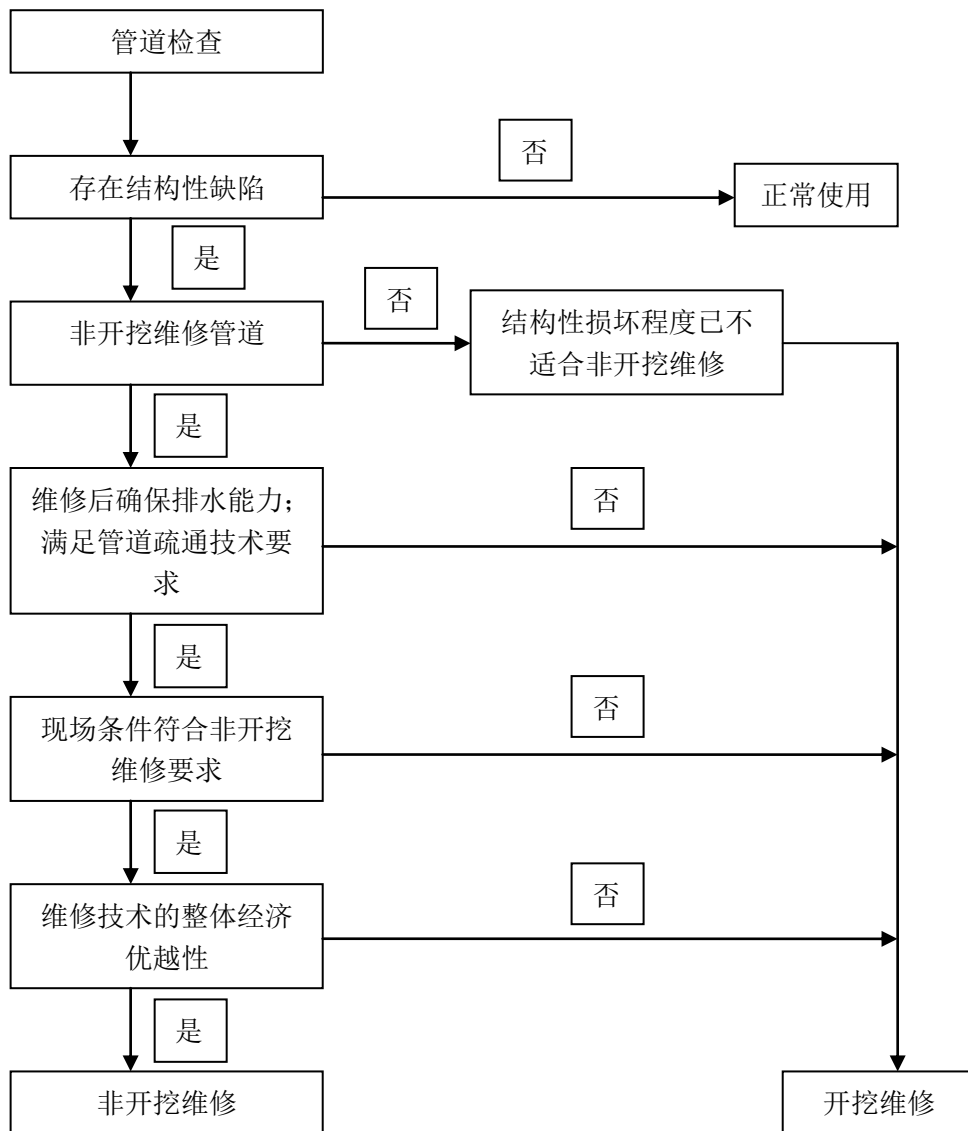 管道检查
否
存在结构性缺陷
正常使用
是
否
非开挖维修管道
结构性损坏程度已不
适合非开挖维修
是
维修后确保排水能力；
满足管道疏通技术要
求
否
是
现场条件符合非开挖
维修要求
否
是
维修技术的整体经济
优越性
否
是
非开挖维修
开挖维修